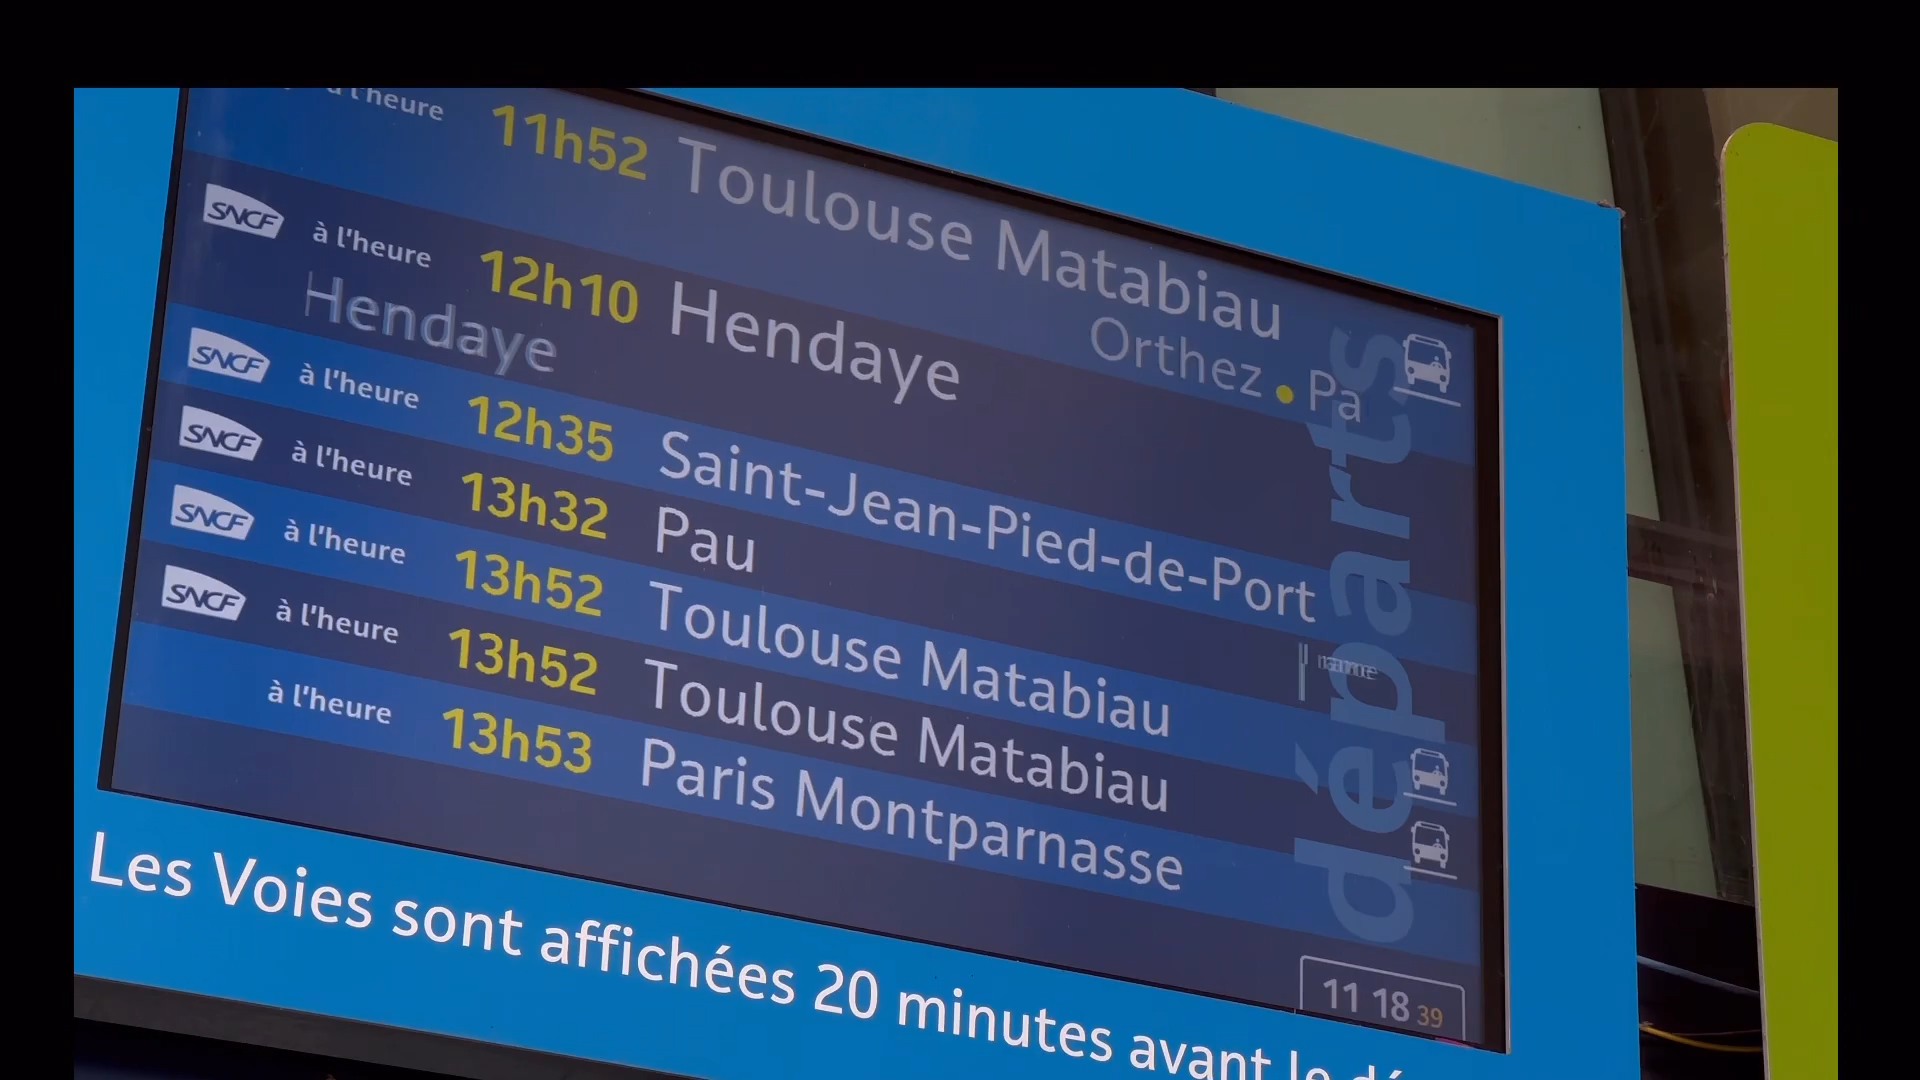 à l'heure 11h52 Toulouse Matabiau
Orthez • Pa
SNCF à l'heure 12h10 Hendaye
Hendaye
SNCF à l'heure 12h35 Saint-Jean-Pied-de-Port
SNCF à l'heure 13h32 Pau
SNCF à l'heure 13h52 Toulouse Matabiau
SNCF à l'heure 13h52 Toulouse Matabiau
à l'heure 13h53 Paris Montparnasse
départs
11 18 39
Les Voies sont affichées 20 minutes avant le